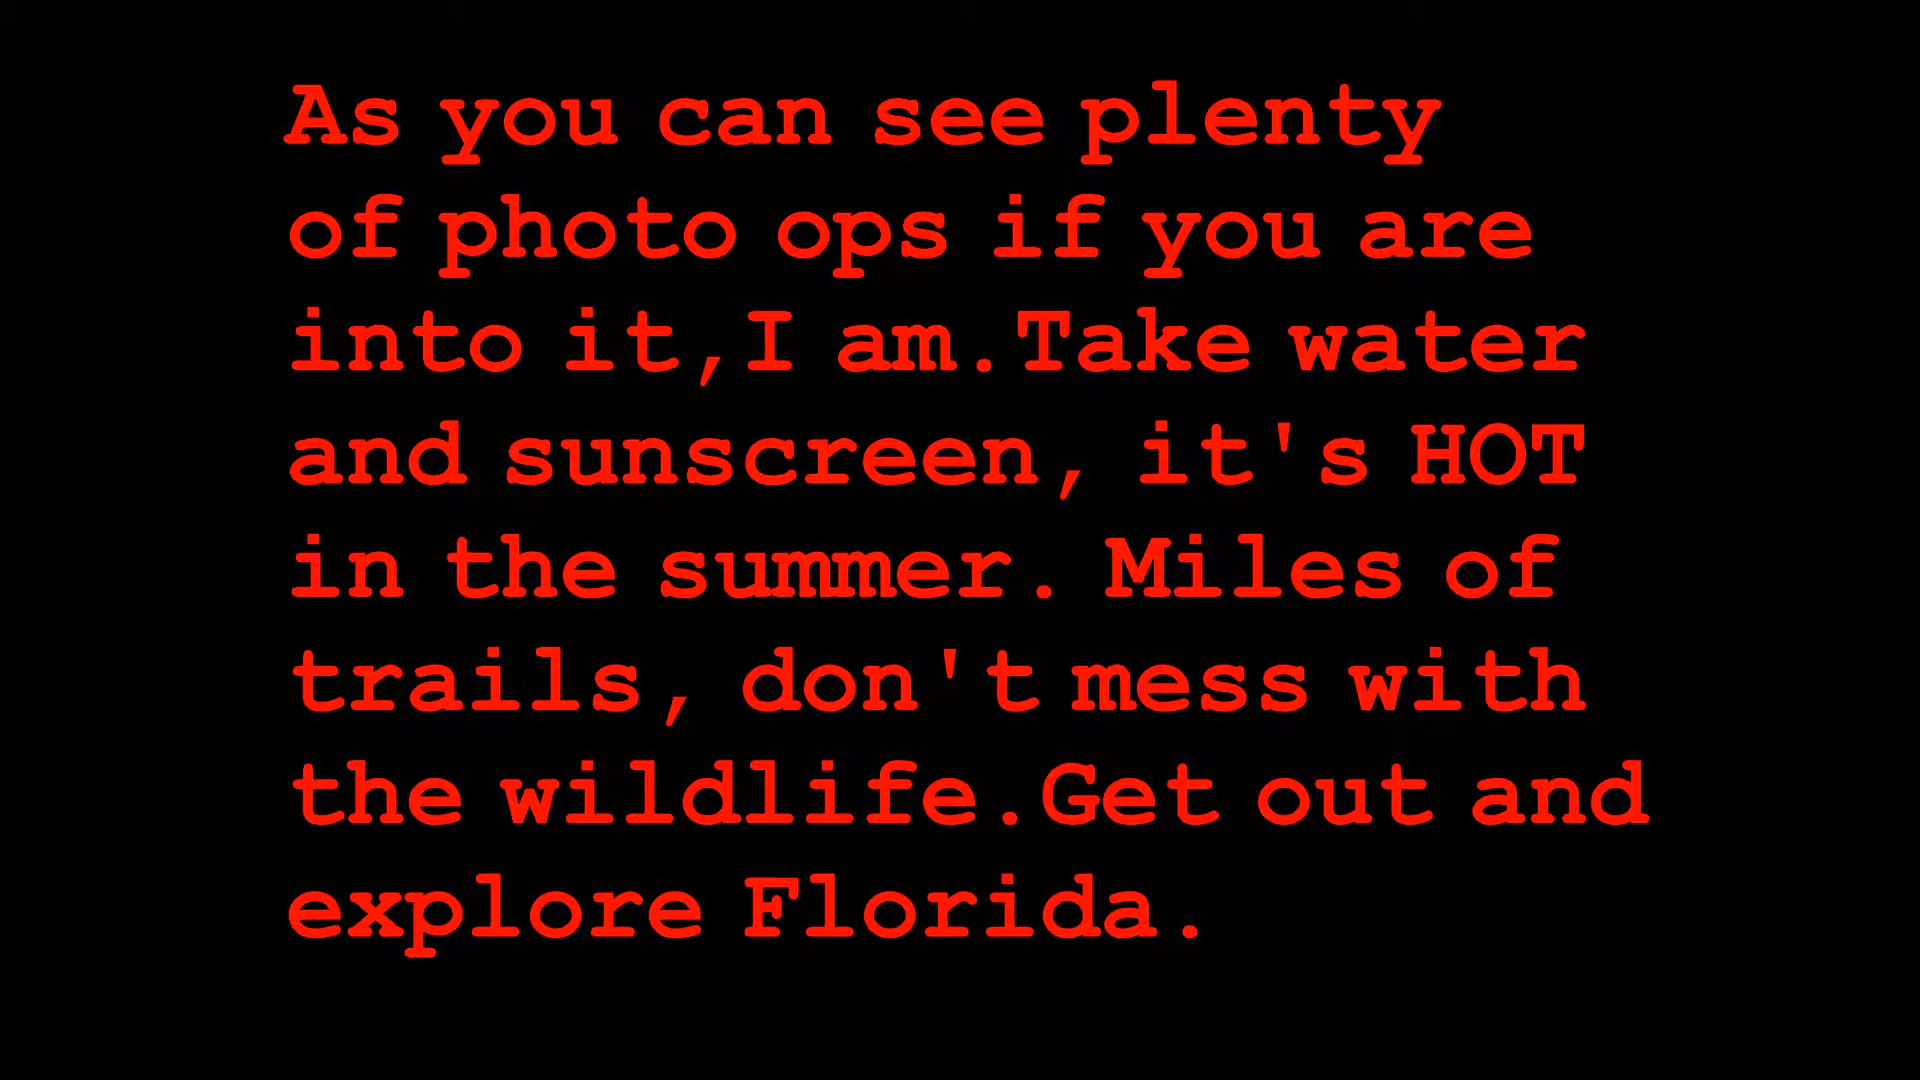 As you can see plenty
of photo ops if you are
into it,I am.Take water
and sunscreen, it's HOT
in the summer. Miles of
trails, don't mess with
the wildlife.Get out and
explore Florida.